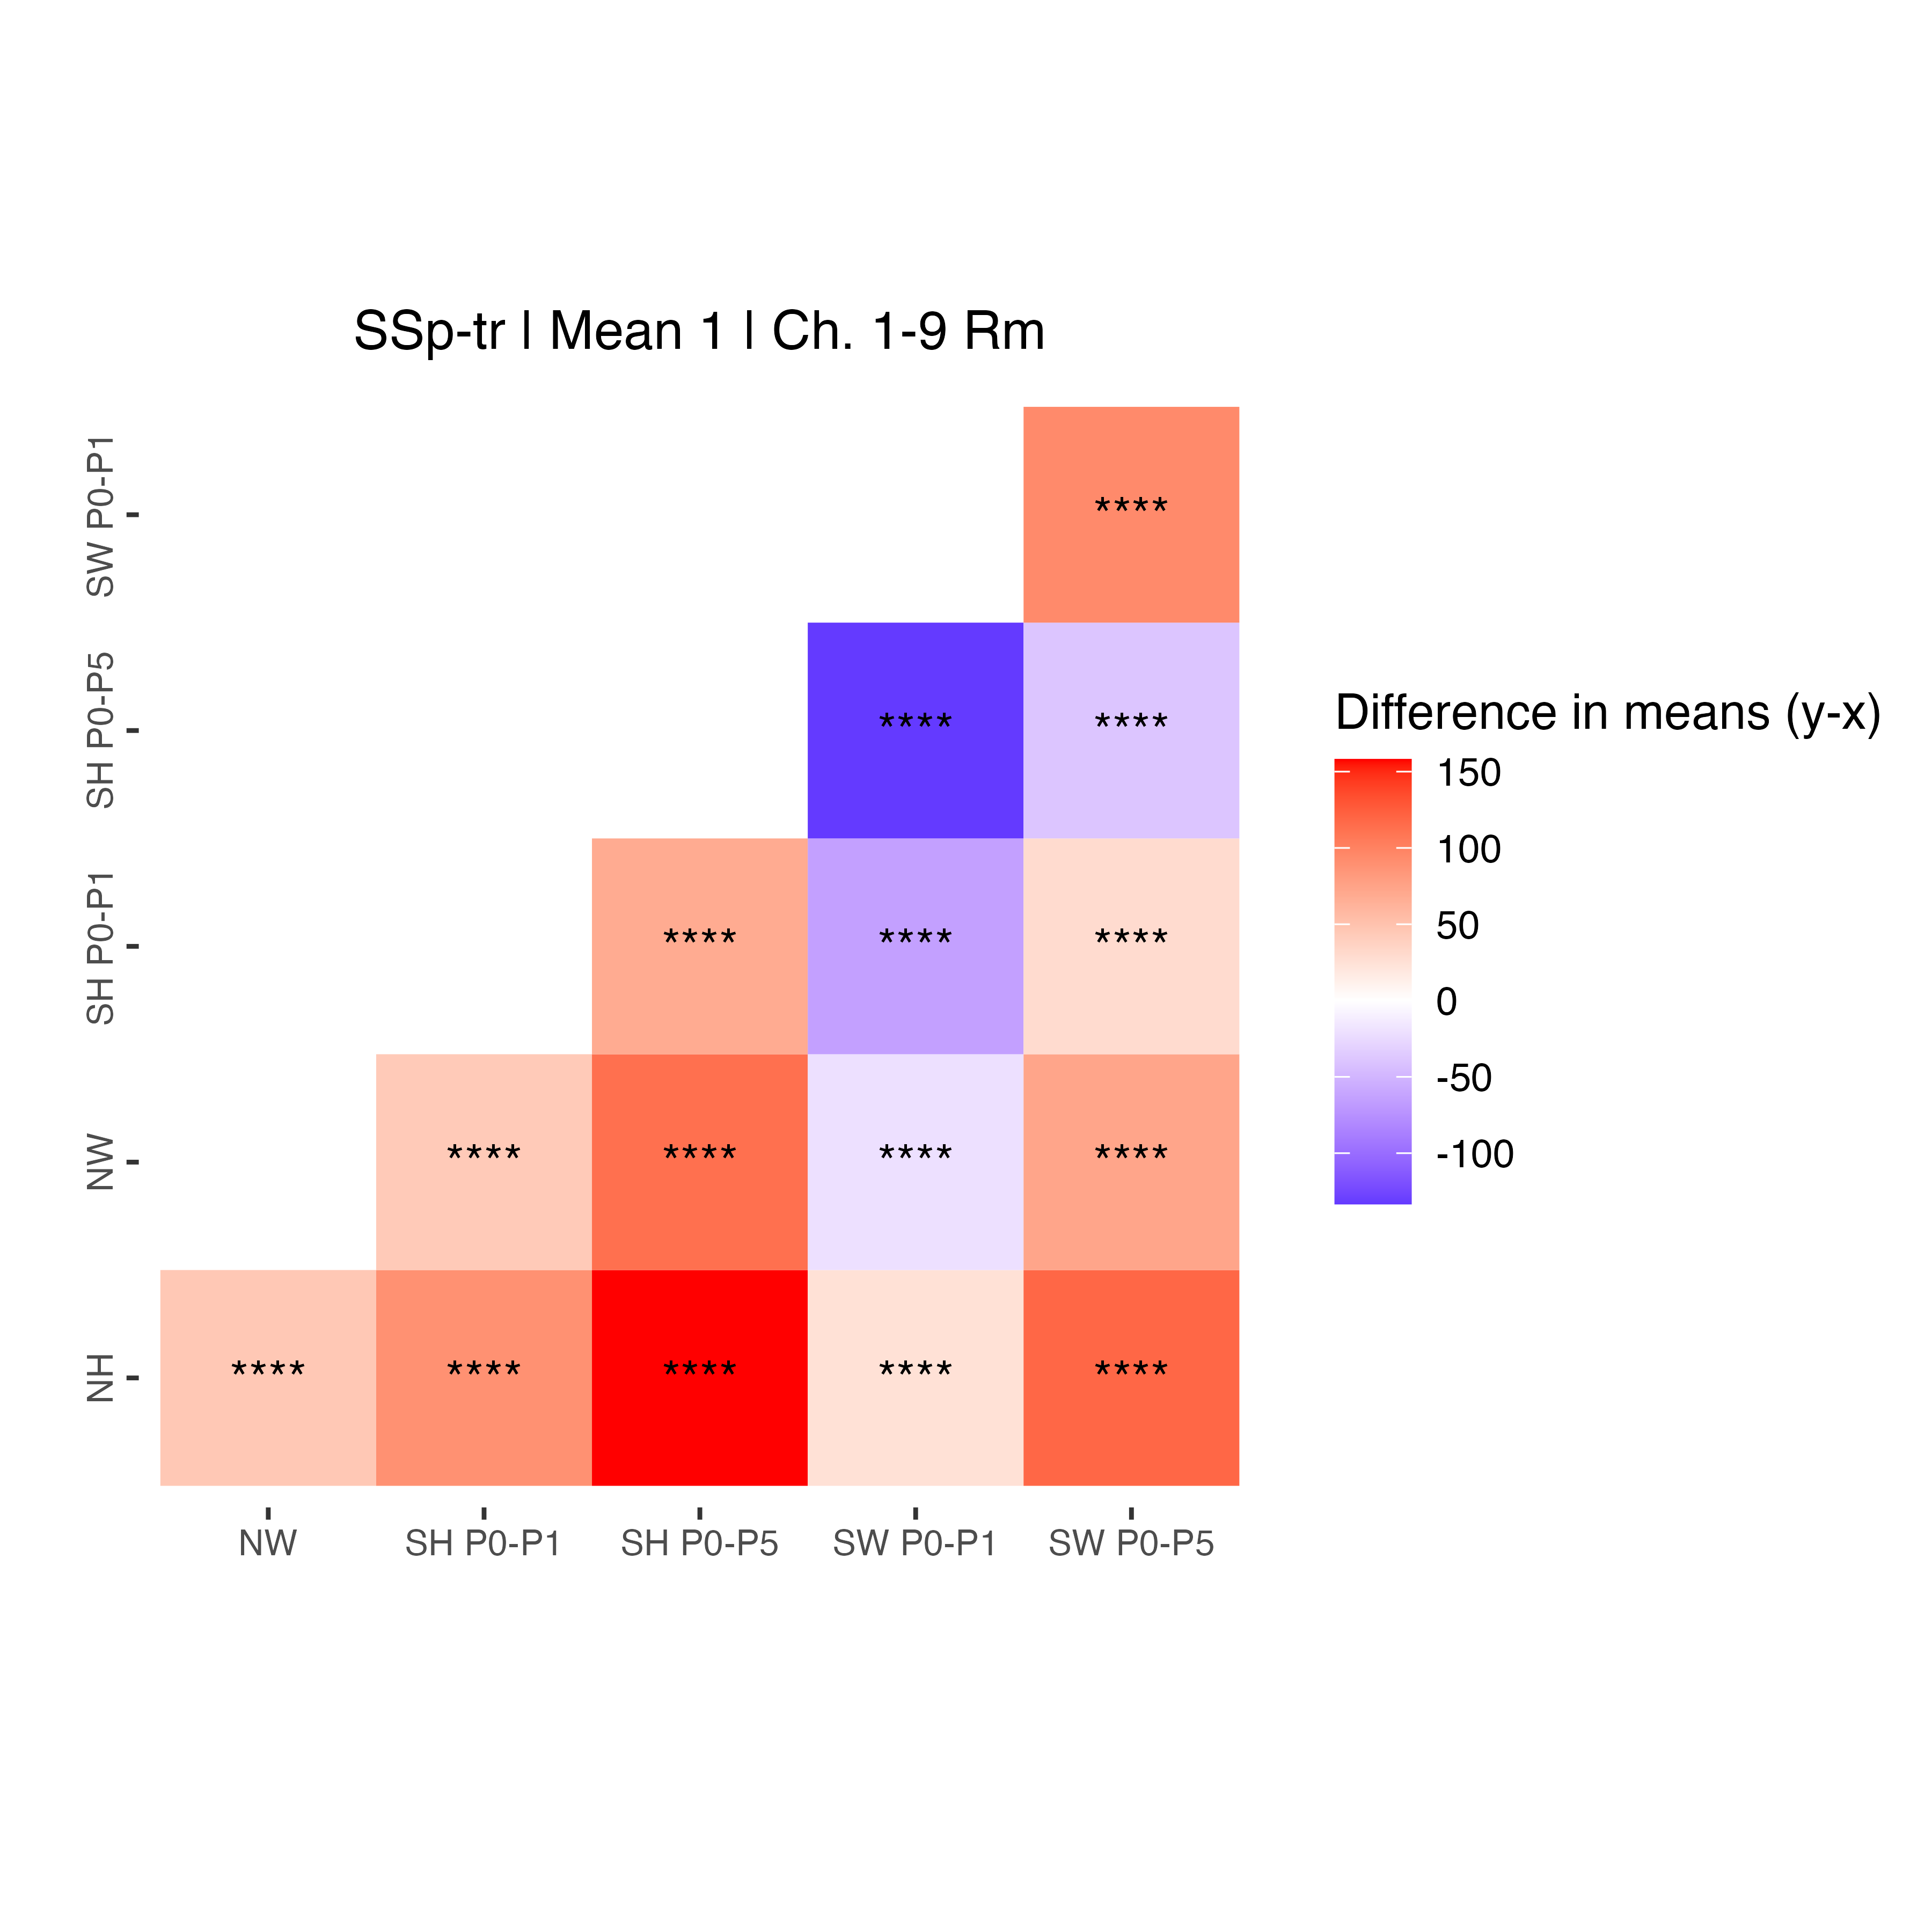 SSp-tr | Mean 1 | Ch. 1-9 Rm
SW P0-P1
****
SH P0-P5
**** ****
SH P0-P1
**** **** ****
NW
**** **** **** ****
NH
**** **** **** **** ****
NW SH P0-P1 SH P0-P5 SW P0-P1 SW P0-P5
Difference in means (y-x)
150
100
50
0
-50
-100